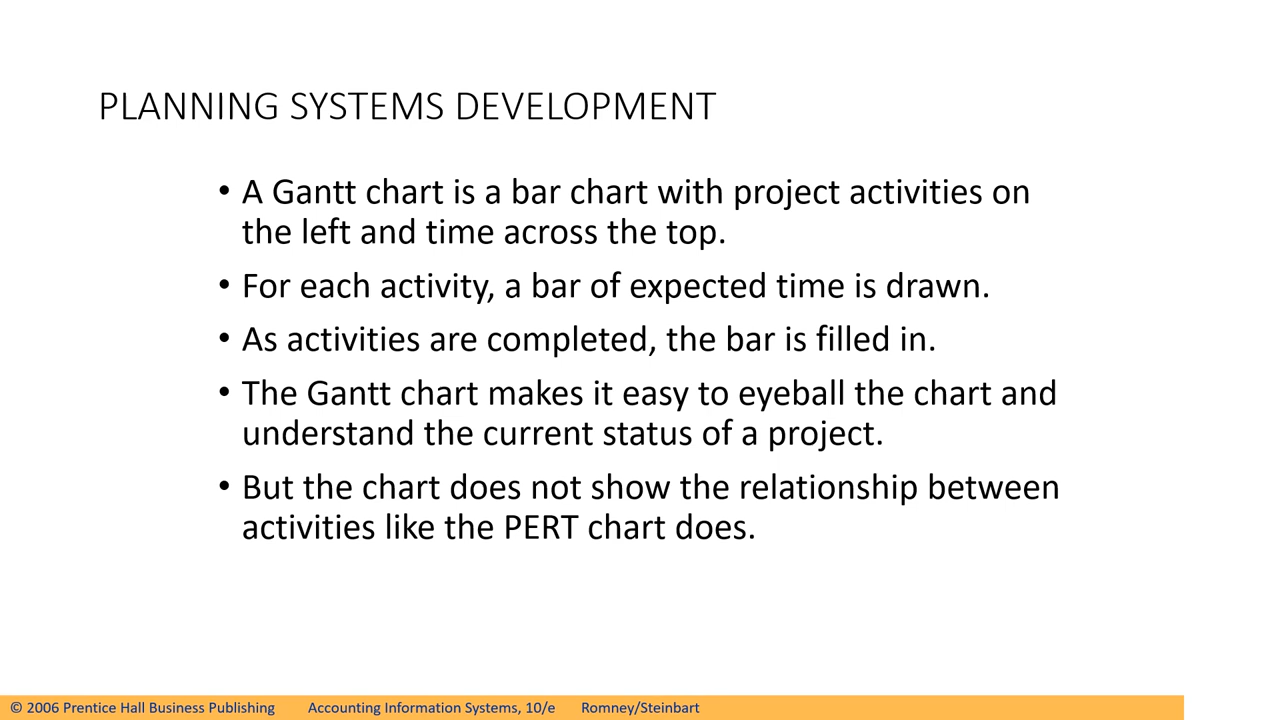 PLANNING SYSTEMS DEVELOPMENT
• A Gantt chart is a bar chart with project activities on
the left and time across the top.
• For each activity, a bar of expected time is drawn.
• As activities are completed, the bar is filled in.
• The Gantt chart makes it easy to eyeball the chart and
understand the current status of a project.
• But the chart does not show the relationship between
activities like the PERT chart does.
© 2006 Prentice Hall Business Publishing Accounting Information Systems, 10/e Romney/Steinbart